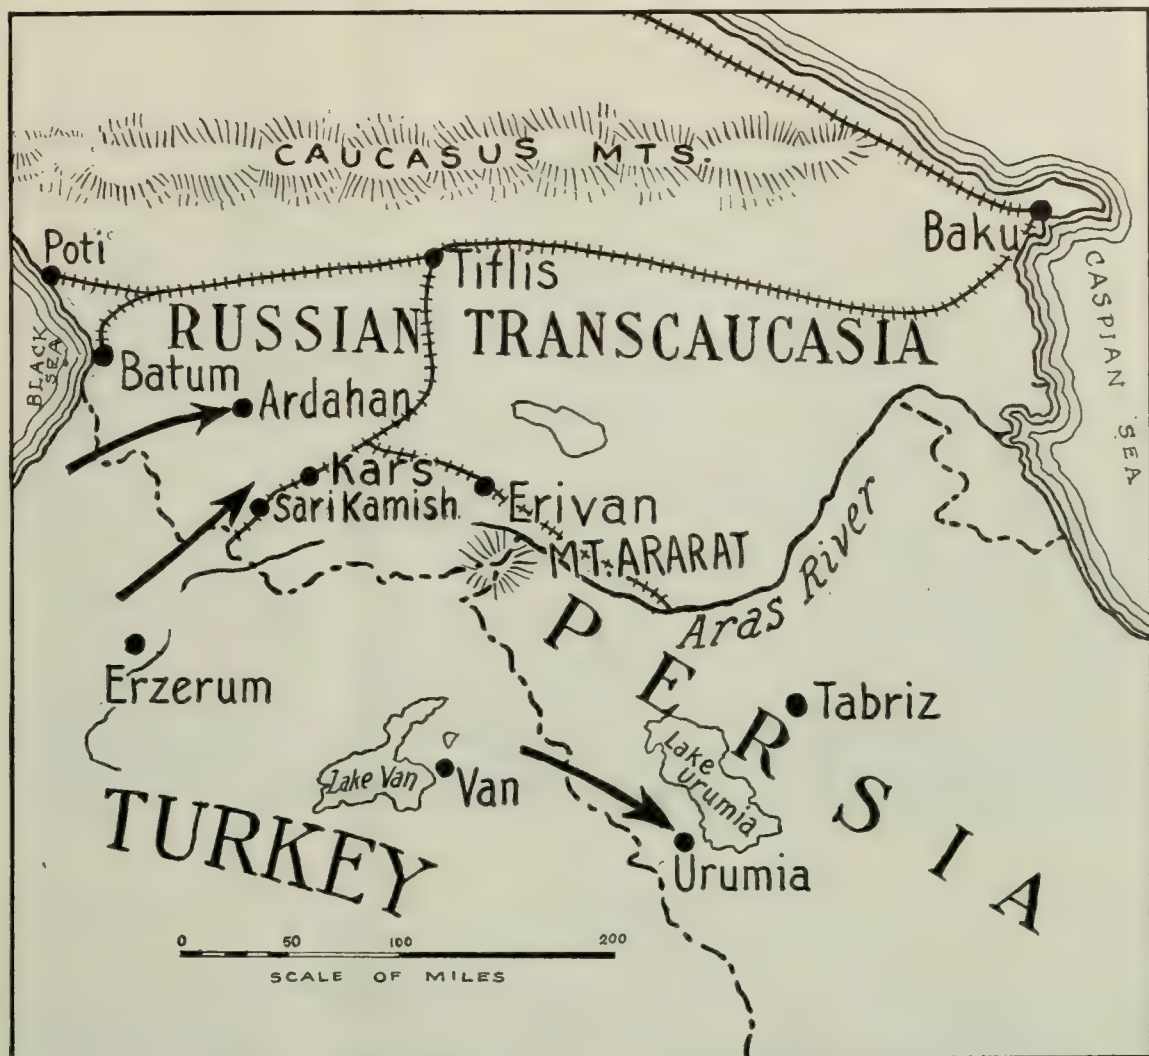 CAUCASUS MTS.
Poti
Tiflis
Baku
CASPIAN SEA
BLACK SEA
RUSSIAN TRANSCAUCASIA
Batum
Ardahan
Kars
Sari Kamish
Erivan
MT. ARARAT
Aras River
PERSIA
Erzerum
Tabriz
Lake Van
Van
Lake
Urumia
Urumia
TURKEY
0 50 100 200
SCALE OF MILES